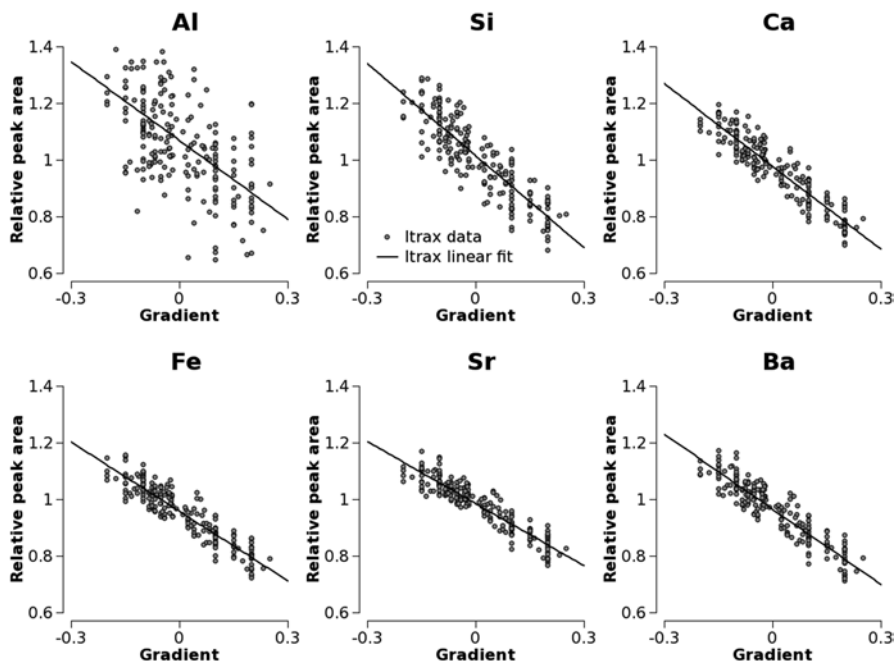 Al
Si
Ca
Relative peak area
1.4
1.2
1
0.8
0.6
-0.3
0
0.3
Gradient
Relative peak area
1.4
1.2
1
0.8
0.6
Itrax data
Itrax linear fit
-0.3
0
0.3
Gradient
Relative peak area
1.4
1.2
1
0.8
0.6
-0.3
0
0.3
Gradient
Fe
Sr
Ba
Relative peak area
1.4
1.2
1
0.8
0.6
-0.3
0
0.3
Gradient
Relative peak area
1.4
1.2
1
0.8
0.6
-0.3
0
0.3
Gradient
Relative peak area
1.4
1.2
1
0.8
0.6
-0.3
0
0.3
Gradient